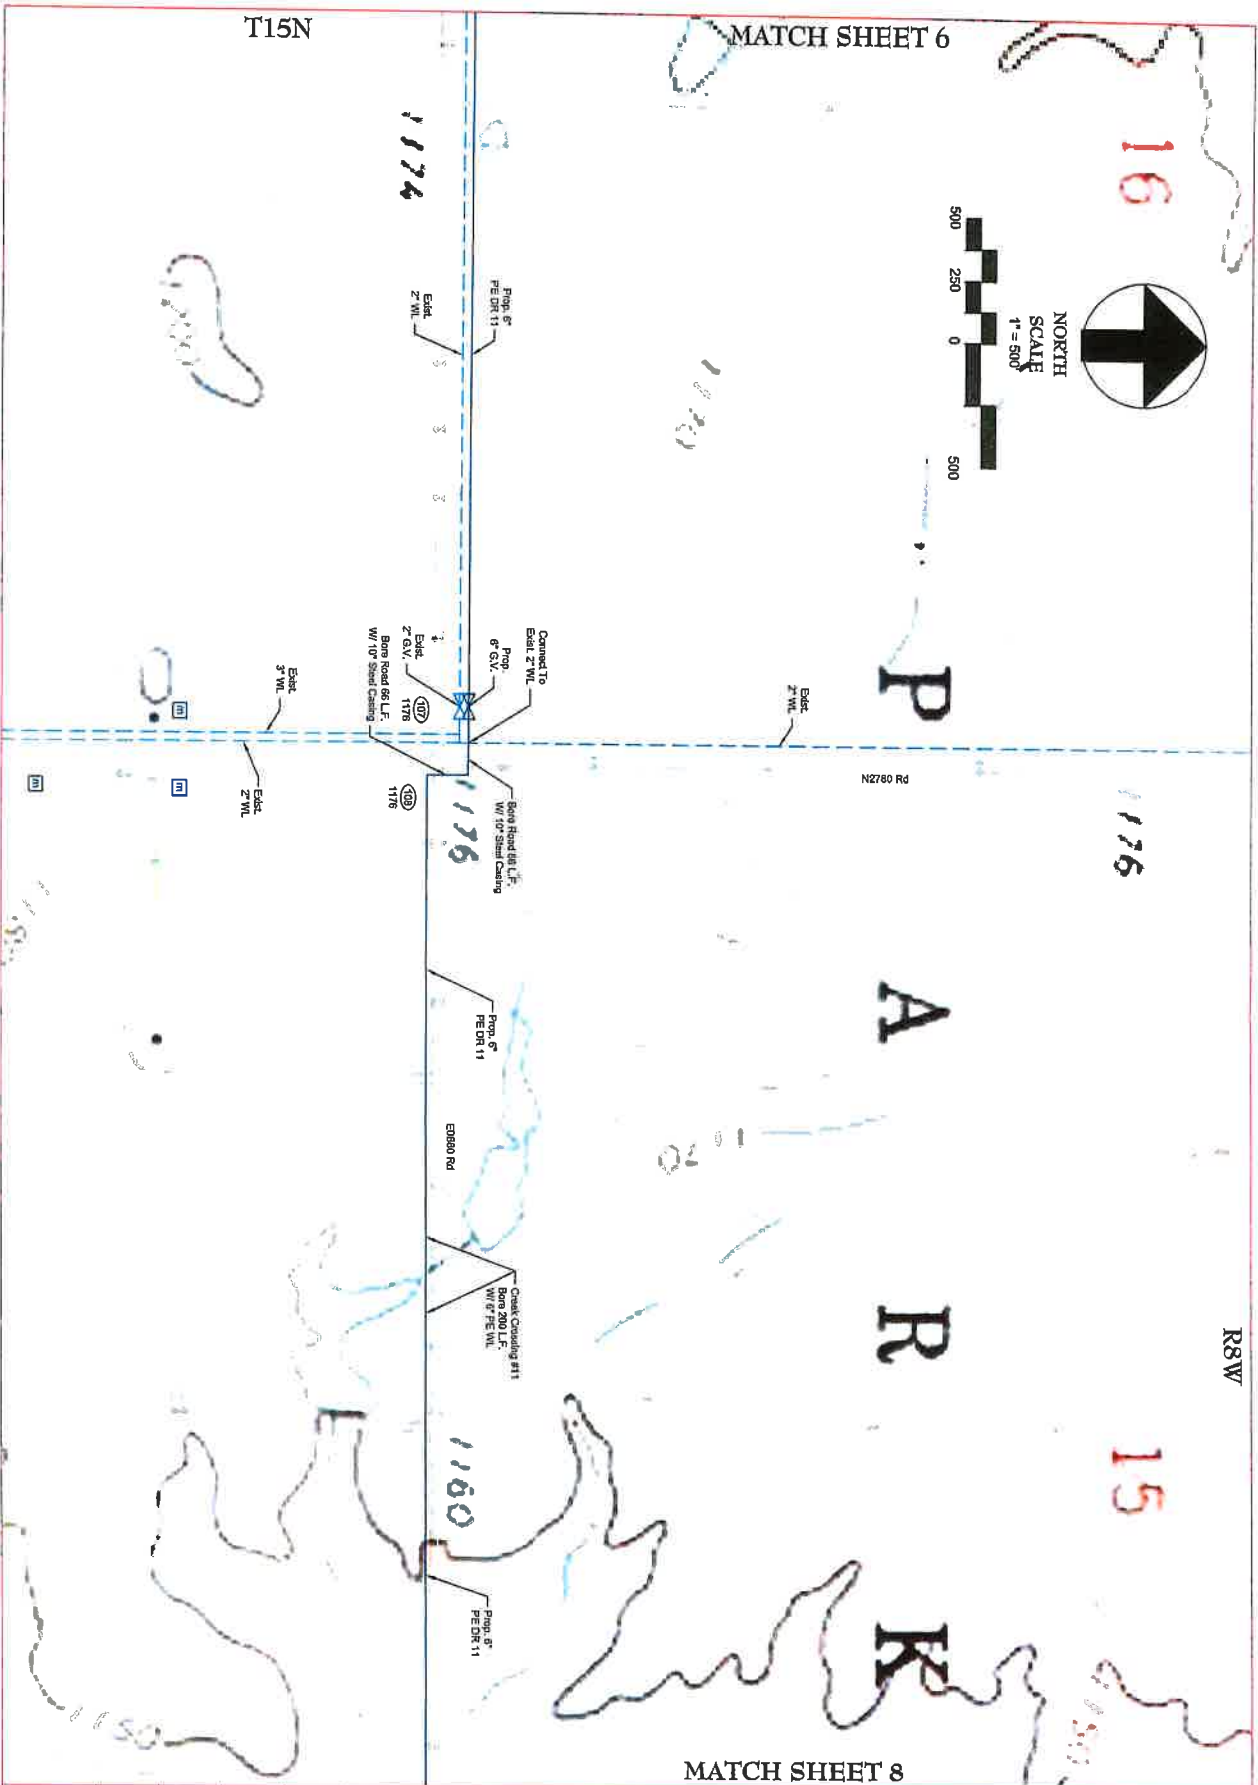 T15N
MATCH SHEET 6
16
1174
500
250
0
500
NORTH
SCALE
1" = 500'
Prop. 6"
PE DR 11
Exist.
2" WL
P
Connect To
Exist. 2" WL
Prop.
6" G.V.
Exist.
2" G.V.
107
1176
Bore Road 66 L.F.
W/ 10" Steel Casing
Exist.
3" WL
Exist.
2" WL
Exist.
2" WL
N2780 Rd
m
m
m
108
1176
1176
Bore Road 66 L.F.
W/ 10" Steel Casing
1176
A
Prop. 6"
PE DR 11
E0680 Rd
Creek Crossing #11
Bore 200 L.F.
W/ 6" PE WL
R
R8W
15
1160
Prop. 6"
PE DR 11
K
1150
MATCH SHEET 8